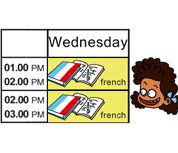 Wednesday
01.00 PM
02.00 PM
french
02.00 PM
03.00 PM
french